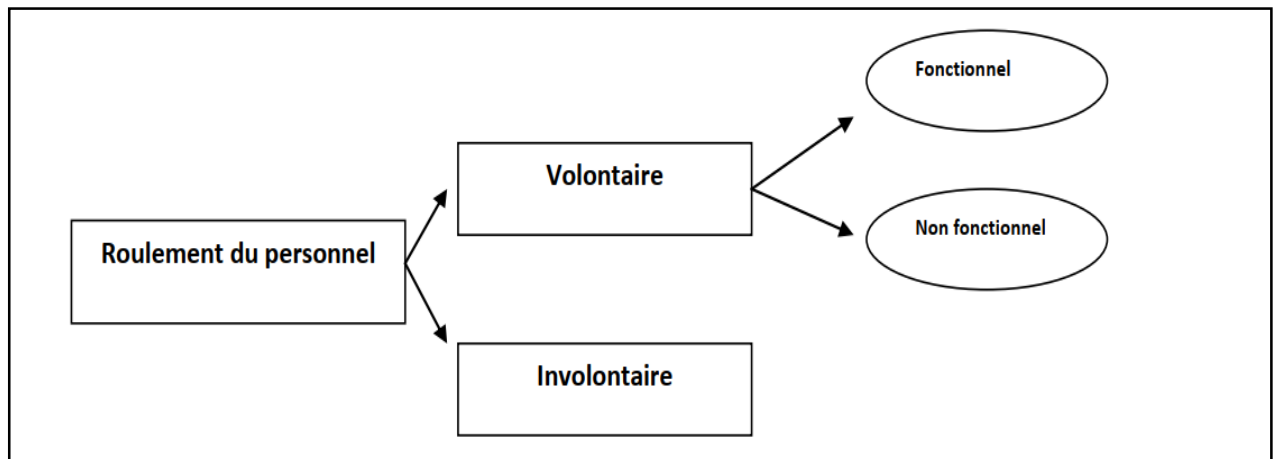 Fonctionnel
Volontaire
Non fonctionnel
Roulement du personnel
Involontaire